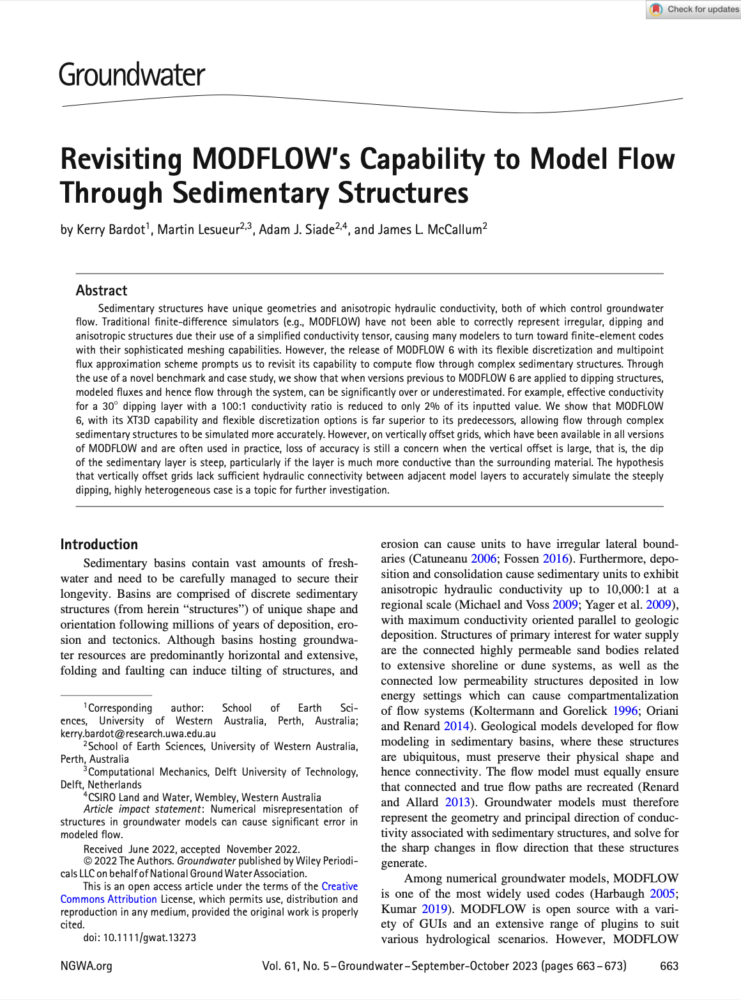 Check for updates
Groundwater
Revisiting MODFLOW's Capability to Model Flow
Through Sedimentary Structures
by Kerry Bardot1, Martin Lesueur2,3, Adam J. Siade2,4, and James L. McCallum2
Abstract
Sedimentary structures have unique geometries and anisotropic hydraulic conductivity, both of which control groundwater
flow. Traditional finite-difference simulators (e.g., MODFLOW) have not been able to correctly represent irregular, dipping and
anisotropic structures due their use of a simplified conductivity tensor, causing many modelers to turn toward finite-element codes
with their sophisticated meshing capabilities. However, the release of MODFLOW 6 with its flexible discretization and multipoint
flux approximation scheme prompts us to revisit its capability to compute flow through complex sedimentary structures. Through
the use of a novel benchmark and case study, we show that when versions previous to MODFLOW 6 are applied to dipping structures,
modeled fluxes and hence flow through the system, can be significantly over or underestimated. For example, effective conductivity
for a 30° dipping layer with a 100:1 conductivity ratio is reduced to only 2% of its inputted value. We show that MODFLOW
6, with its XT3D capability and flexible discretization options is far superior to its predecessors, allowing flow through complex
sedimentary structures to be simulated more accurately. However, on vertically offset grids, which have been available in all versions
of MODFLOW and are often used in practice, loss of accuracy is still a concern when the vertical offset is large, that is, the dip
of the sedimentary layer is steep, particularly if the layer is much more conductive than the surrounding material. The hypothesis
that vertically offset grids lack sufficient hydraulic connectivity between adjacent model layers to accurately simulate the steeply
dipping, highly heterogeneous case is a topic for further investigation.
Introduction
Sedimentary basins contain vast amounts of fresh-
water and need to be carefully managed to secure their
longevity. Basins are comprised of discrete sedimentary
structures (from herein “structures”) of unique shape and
orientation following millions of years of deposition, ero-
sion and tectonics. Although basins hosting groundwa-
ter resources are predominantly horizontal and extensive,
folding and faulting can induce tilting of structures, and
1Corresponding author: School of Earth Sci-
ences, University of Western Australia, Perth, Australia;
kerry.bardot@research.uwa.edu.au
2School of Earth Sciences, University of Western Australia,
Perth, Australia
3Computational Mechanics, Delft University of Technology,
Delft, Netherlands
4CSIRO Land and Water, Wembley, Western Australia
Article impact statement: Numerical misrepresentation of
structures in groundwater models can cause significant error in
modeled flow.
Received June 2022, accepted November 2022.
© 2022 The Authors. Groundwater published by Wiley Periodi-
cals LLC on behalf of National Ground Water Association.
This is an open access article under the terms of the Creative
Commons Attribution License, which permits use, distribution and
reproduction in any medium, provided the original work is properly
cited.
doi: 10.1111/gwat.13273
erosion can cause units to have irregular lateral bound-
aries (Catuneanu 2006; Fossen 2016). Furthermore, depo-
sition and consolidation cause sedimentary units to exhibit
anisotropic hydraulic conductivity up to 10,000:1 at a
regional scale (Michael and Voss 2009; Yager et al. 2009),
with maximum conductivity oriented parallel to geologic
deposition. Structures of primary interest for water supply
are the connected highly permeable sand bodies related
to extensive shoreline or dune systems, as well as the
connected low permeability structures deposited in low
energy settings which can cause compartmentalization
of flow systems (Koltermann and Gorelick 1996; Oriani
and Renard 2014). Geological models developed for flow
modeling in sedimentary basins, where these structures
are ubiquitous, must preserve their physical shape and
hence connectivity. The flow model must equally ensure
that connected and true flow paths are recreated (Renard
and Allard 2013). Groundwater models must therefore
represent the geometry and principal direction of conduc-
tivity associated with sedimentary structures, and solve for
the sharp changes in flow direction that these structures
generate.
Among numerical groundwater models, MODFLOW
is one of the most widely used codes (Harbaugh 2005;
Kumar 2019). MODFLOW is open source with a vari-
ety of GUIs and an extensive range of plugins to suit
various hydrological scenarios. However, MODFLOW
NGWA.org
Vol. 61, No. 5–Groundwater–September-October 2023 (pages 663–673)
663